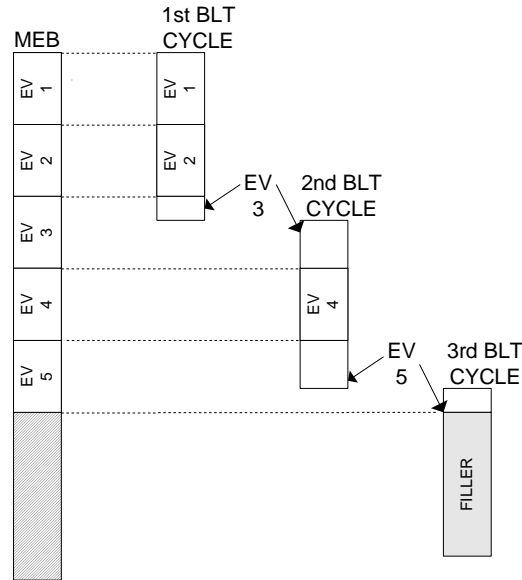 1st BLT
CYCLE
MEB
EV
1
EV
2
EV
3
EV
4
EV
5
EV
1
EV
2
EV
3
2nd BLT
CYCLE
EV
4
EV
5
3rd BLT
CYCLE
FILLER